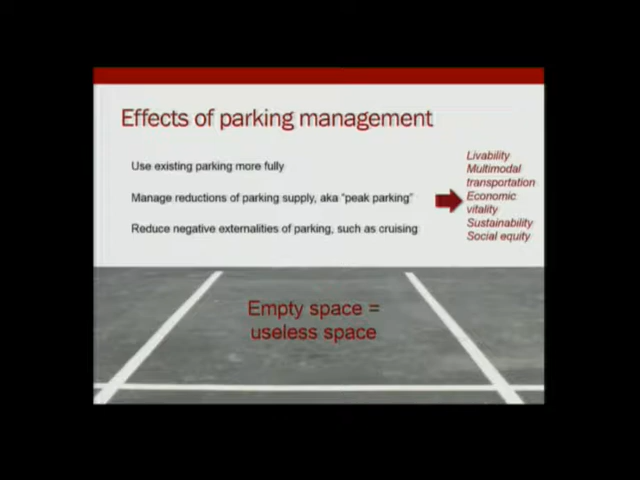 Effects of parking management
Use existing parking more fully
Manage reductions of parking supply, aka "peak parking"
Reduce negative externalities of parking, such as cruising
Livability
Multimodal
transportation
Economic
vitality
Sustainability
Social equity
Empty space =
useless space